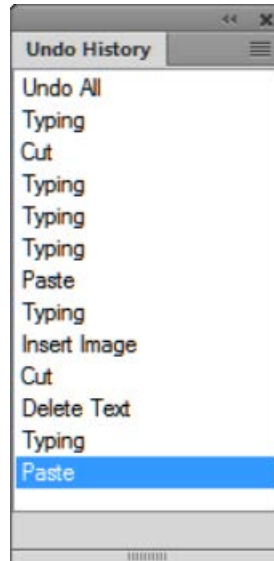 Undo History
Undo All
Typing
Cut
Typing
Typing
Typing
Paste
Typing
Insert Image
Cut
Delete Text
Typing
Paste